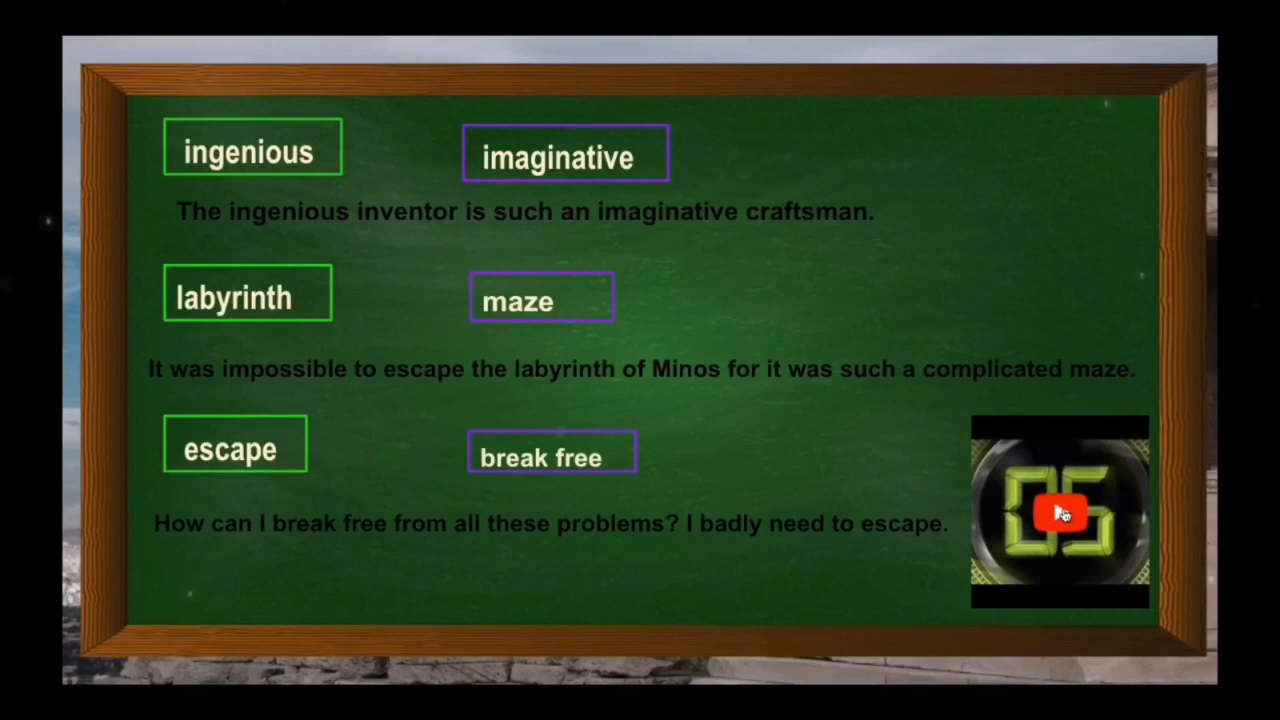 ingenious
imaginative
The ingenious inventor is such an imaginative craftsman.
labyrinth
maze
It was impossible to escape the labyrinth of Minos for it was such a complicated maze.
escape
break free
How can I break free from all these problems? I badly need to escape.
05